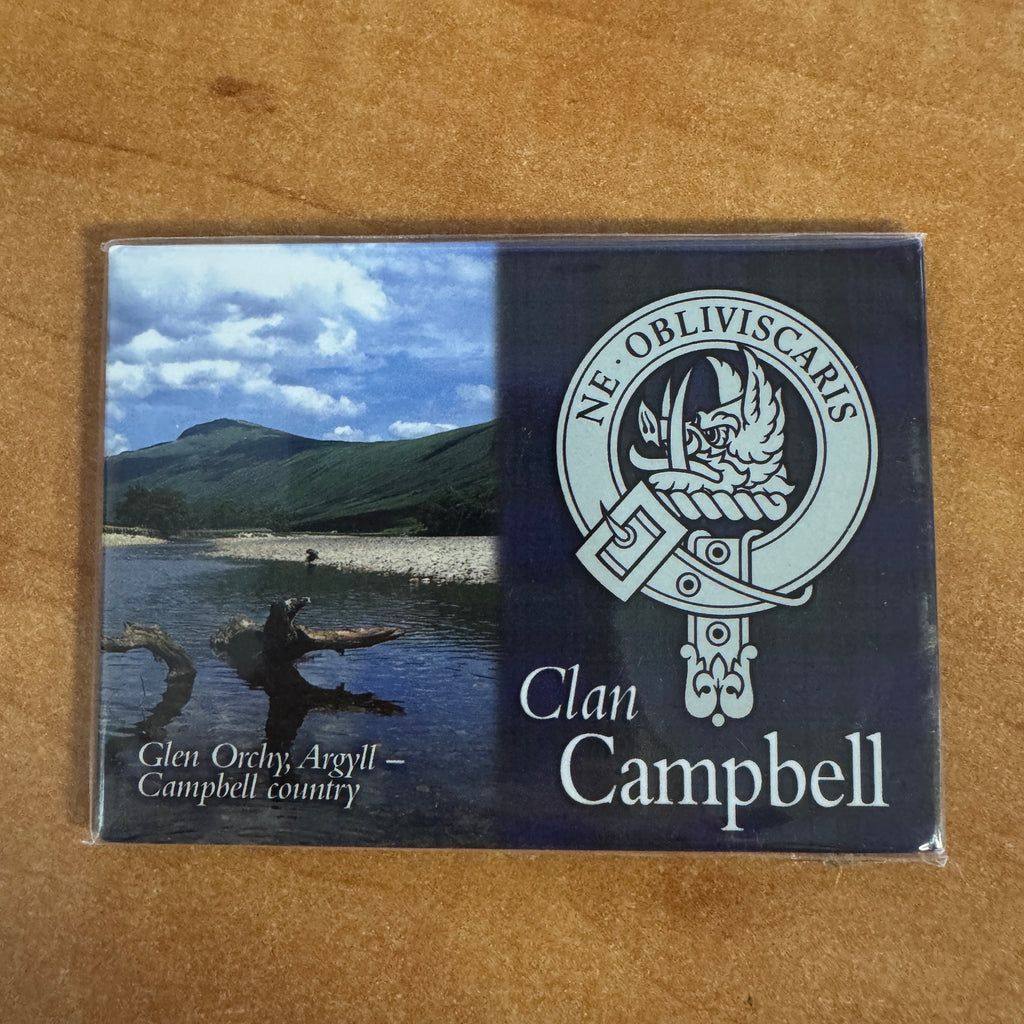 NE · OBLIVISCARIS
Clan
Campbell
Glen Orchy, Argyll –
Campbell country